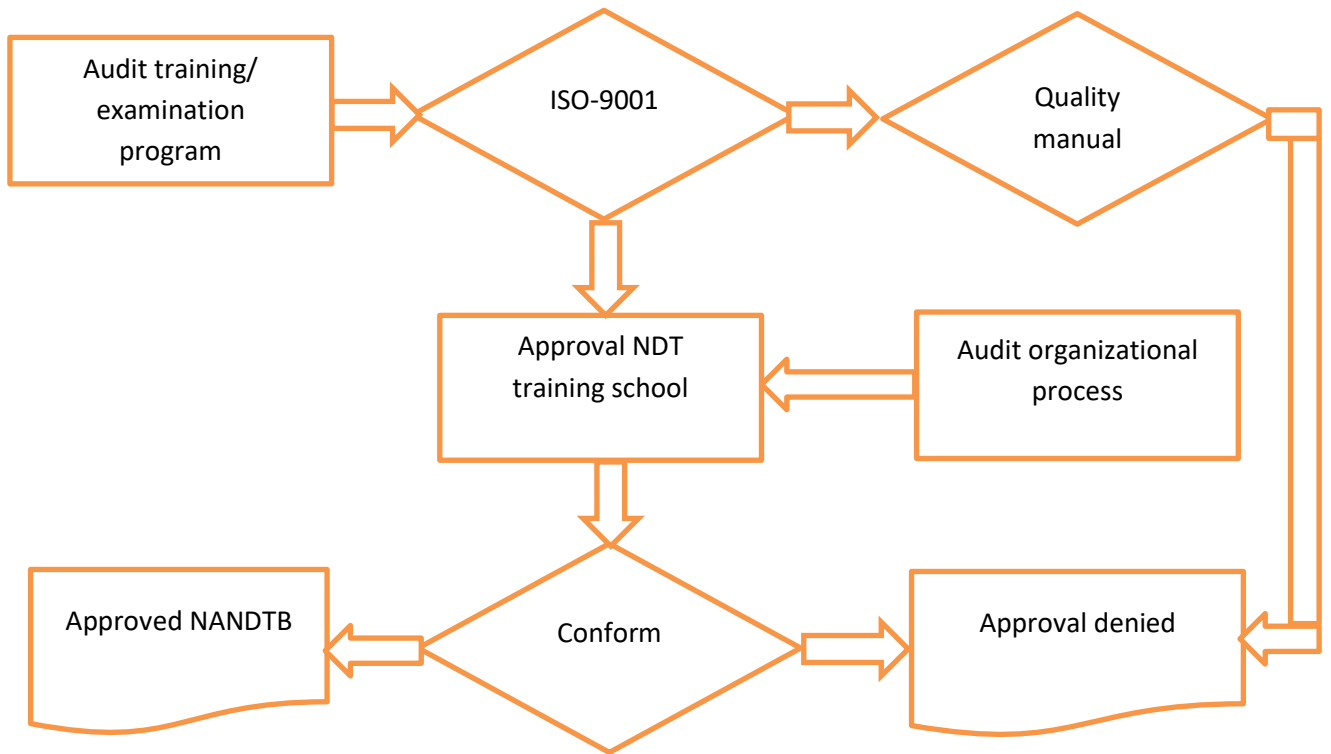 Audit training/
examination
program
ISO-9001
Quality
manual
Approval NDT
training school
Audit organizational
process
Approved NANDTB
Conform
Approval denied